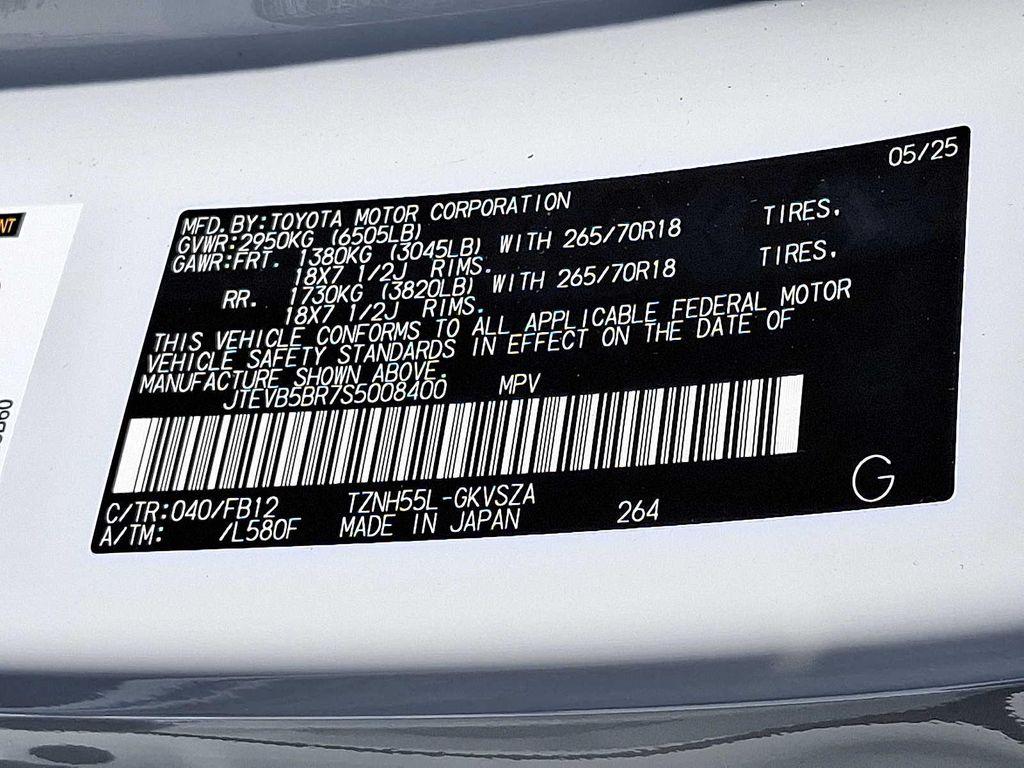 05/25
MFD.BY:TOYOTA MOTOR CORPORATION
GVWR:2950KG (6505LB)
GAWR:FRT. 1380KG (3045LB) WITH 265/70R18 TIRES,
18X7 1/2J RIMS.
RR. 1730KG (3820LB) WITH 265/70R18 TIRES,
18X7 1/2J RIMS.
THIS VEHICLE CONFORMS TO ALL APPLICABLE FEDERAL MOTOR
VEHICLE SAFETY STANDARDS IN EFFECT ON THE DATE OF
MANUFACTURE SHOWN ABOVE.
JTEVB5BR7S5008400 MPV
C/TR:040/FB12 TZNH55L-GKVSZA
A/TM: /L580F MADE IN JAPAN 264
G